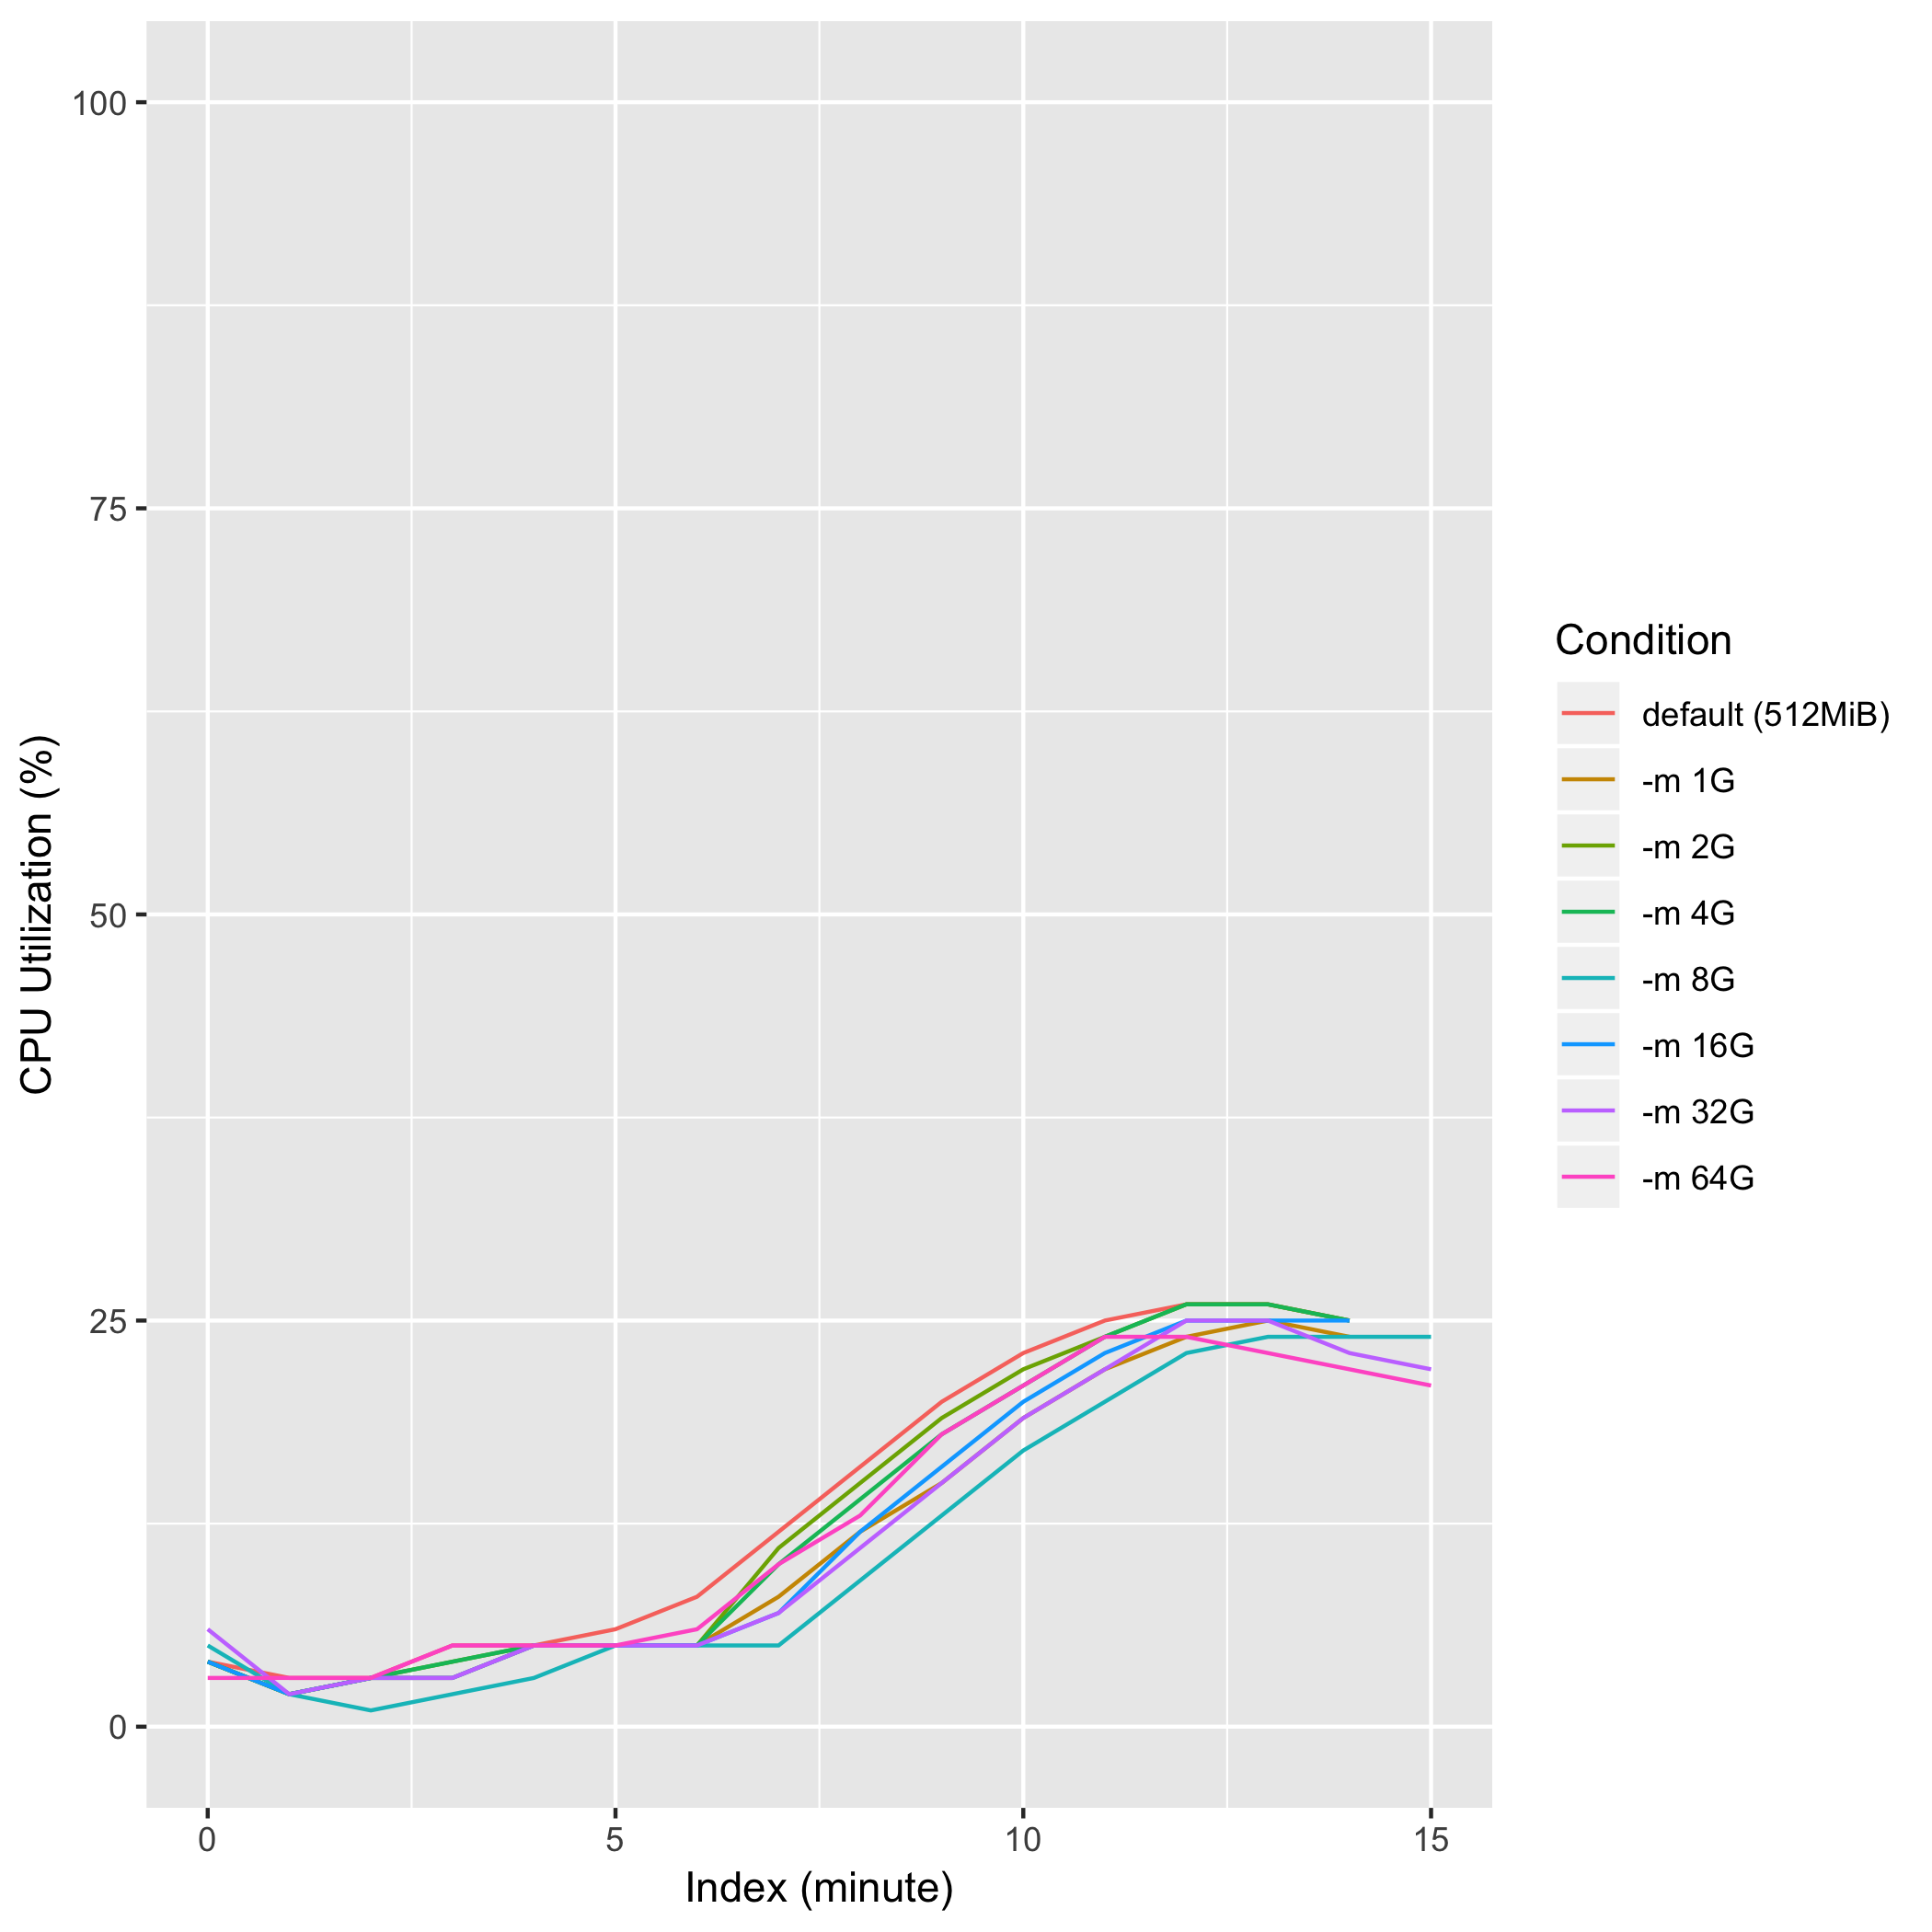 CPU Utilization (%)
100
75
50
25
0
0
5
10
15
Index (minute)
Condition
default (512MiB)
-m 1G
-m 2G
-m 4G
-m 8G
-m 16G
-m 32G
-m 64G